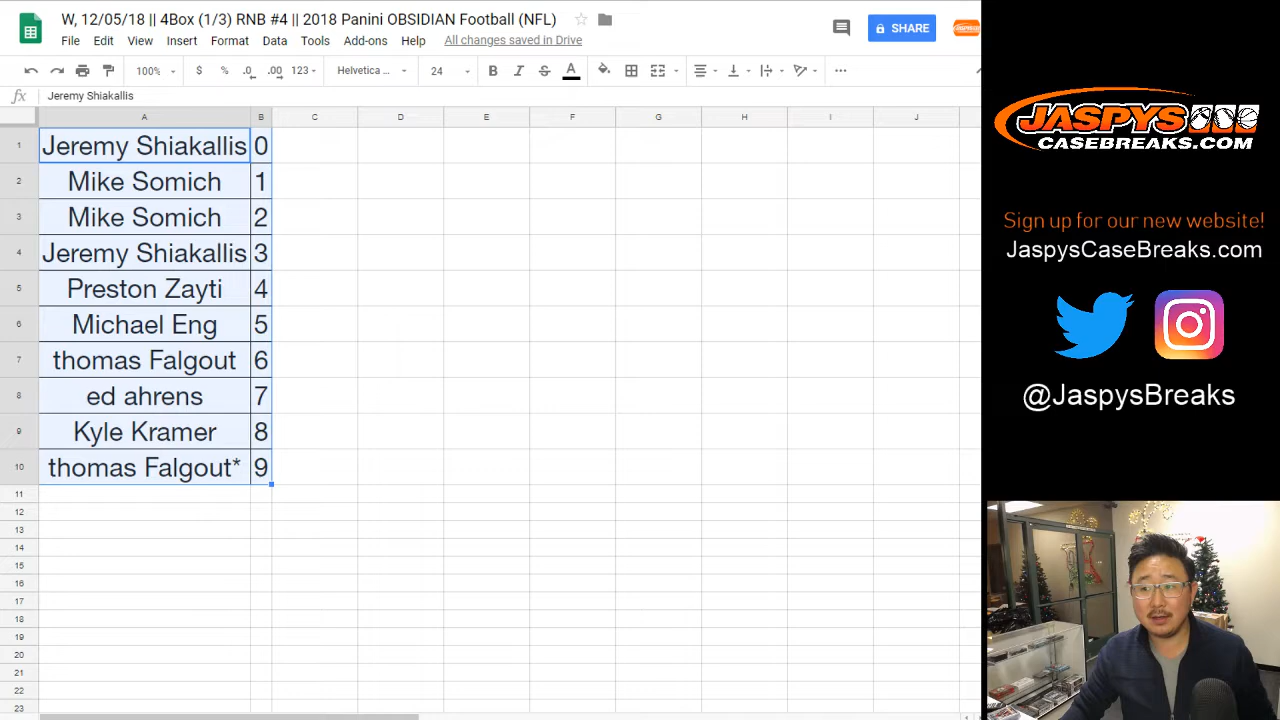 W, 12/05/18 || 4Box (1/3) RNB #4 || 2018 Panini OBSIDIAN Football (NFL)
File Edit View Insert Format Data Tools Add-ons Help All changes saved in Drive
SHARE
100% $ % .0 .00 123 Helvetica ... 24 B I S A
fx Jeremy Shiakallis
A B C D E F G H I J
1 Jeremy Shiakallis 0
2 Mike Somich 1
3 Mike Somich 2
4 Jeremy Shiakallis 3
5 Preston Zayti 4
6 Michael Eng 5
7 thomas Falgout 6
8 ed ahrens 7
9 Kyle Kramer 8
10 thomas Falgout* 9
11
12
13
14
15
16
17
18
19
20
21
22
23
JASPYS
CASEBREAKS.COM
Sign up for our new website!
JaspysCaseBreaks.com
@JaspysBreaks